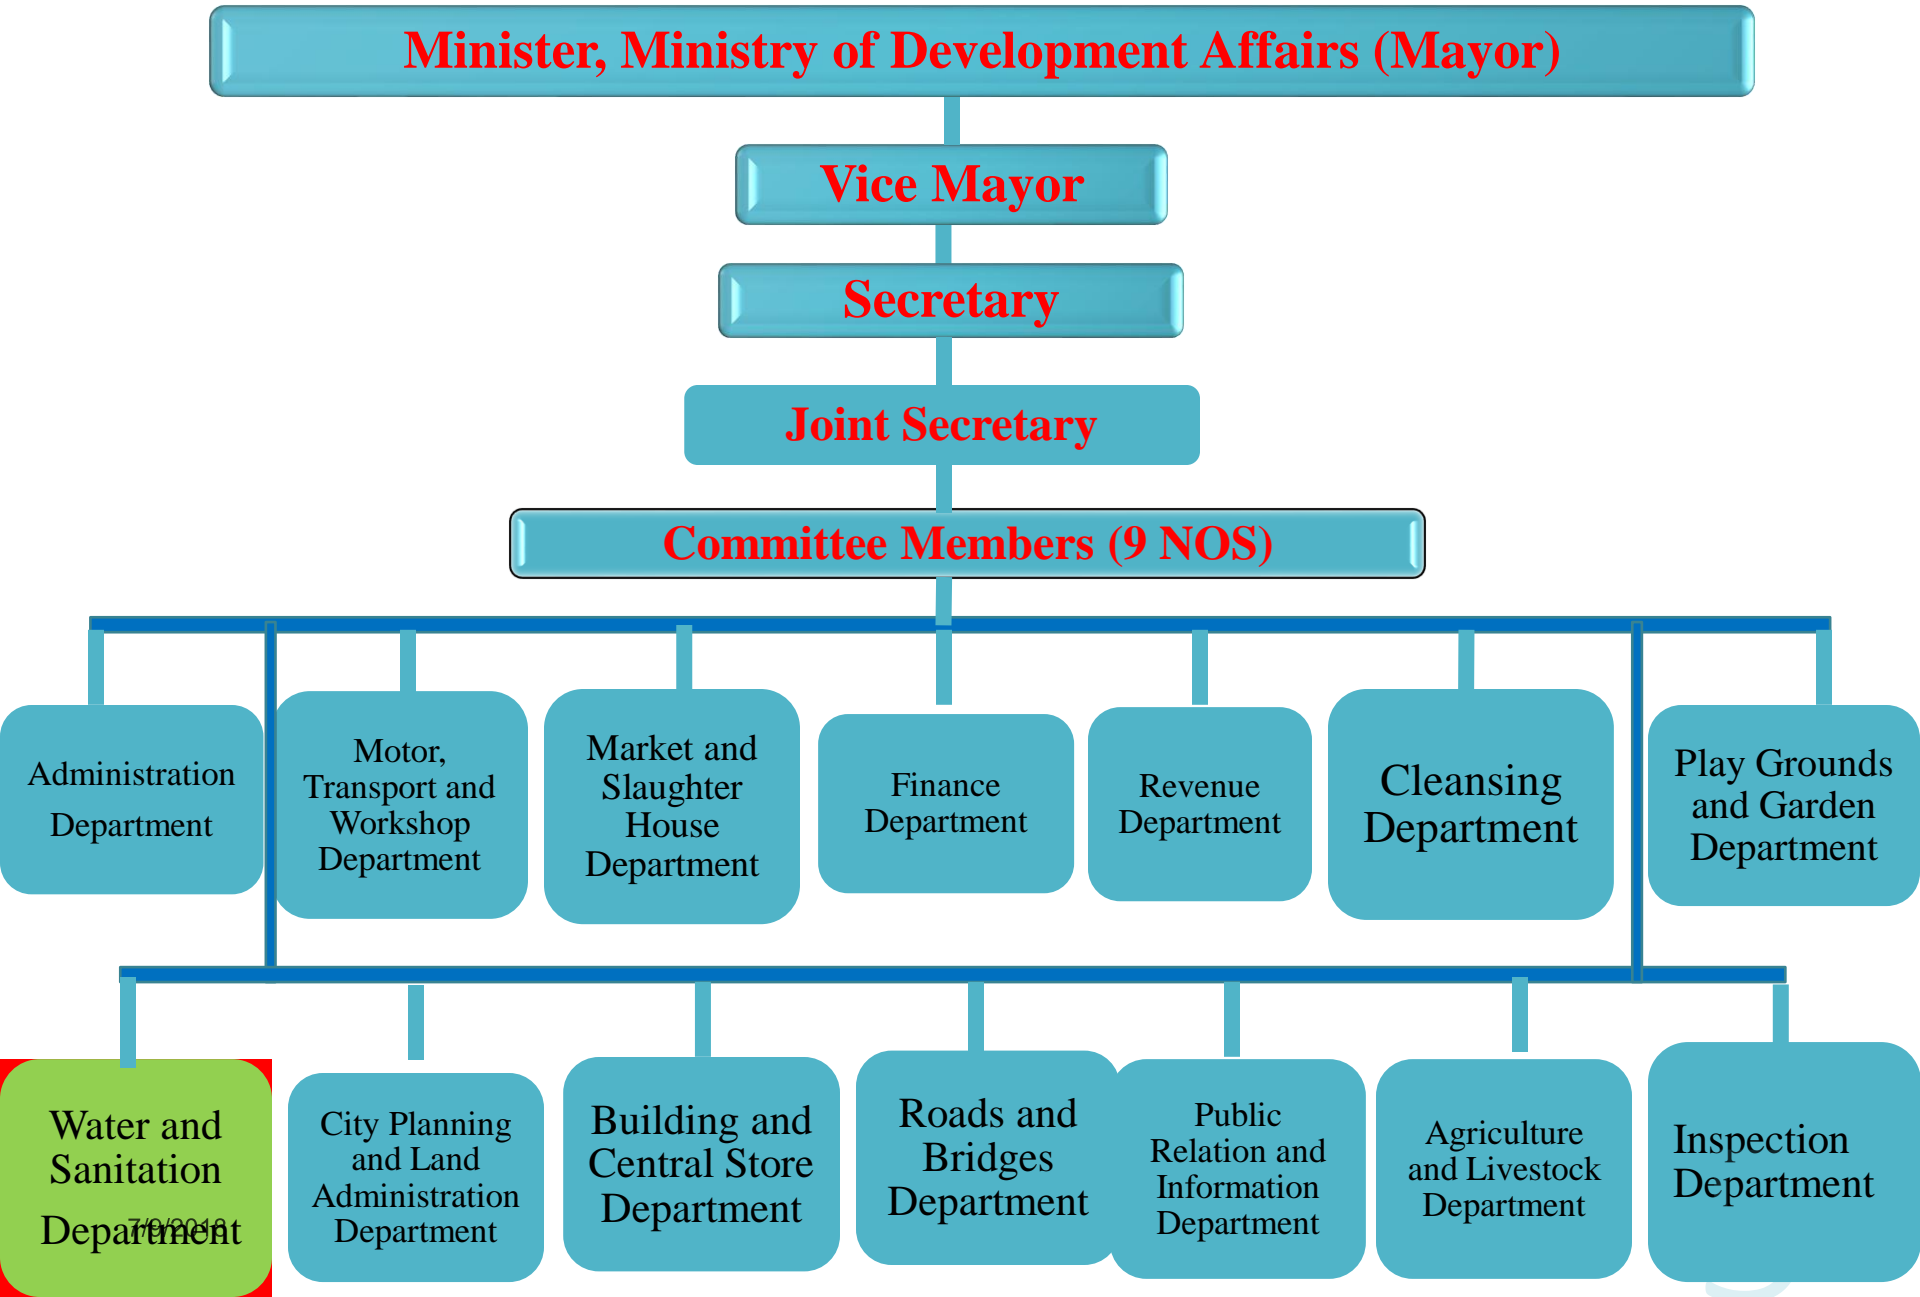 Minister, Ministry of Development Affairs (Mayor)
Vice Mayor
Secretary
Joint Secretary
Committee Members (9 NOS)
Administration
Department
Motor,
Transport and
Workshop
Department
Market and
Slaughter
House
Department
Finance
Department
Revenue
Department
Cleansing
Department
Play Grounds
and Garden
Department
Water and
Sanitation
Department
7/9/2018
City Planning
and Land
Administration
Department
Building and
Central Store
Department
Roads and
Bridges
Department
Public
Relation and
Information
Department
Agriculture
and Livestock
Department
Inspection
Department